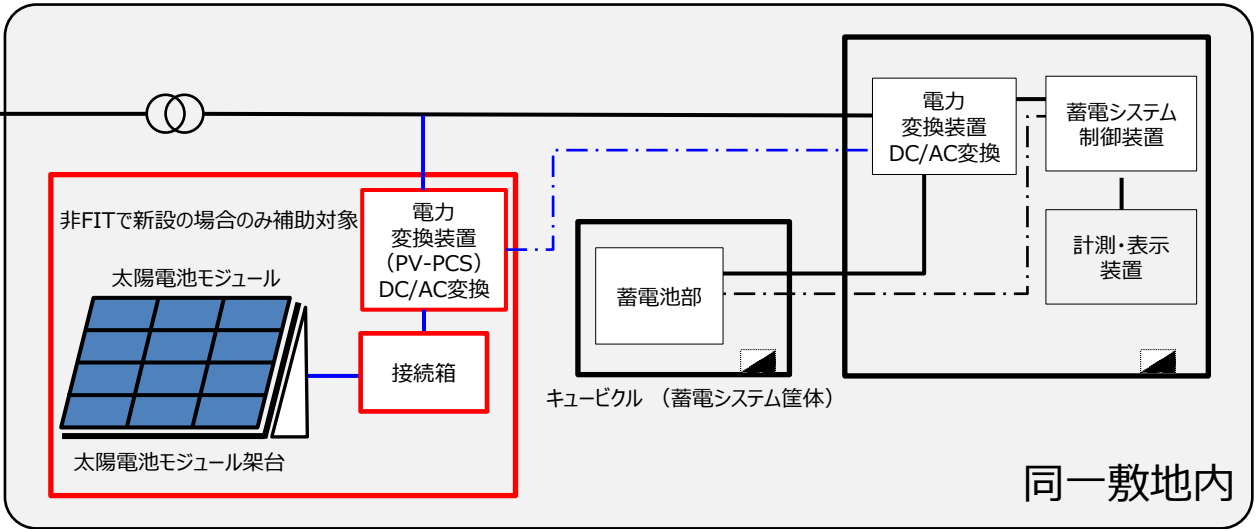 電力
変換装置
DC/AC変換
蓄電システム
制御装置
計測・表示
装置
非FITで新設の場合のみ補助対象
電力
変換装置
（PV-PCS）
DC/AC変換
太陽電池モジュール
接続箱
太陽電池モジュール架台
蓄電池部
キュービクル　（蓄電システム筐体）
同一敷地内